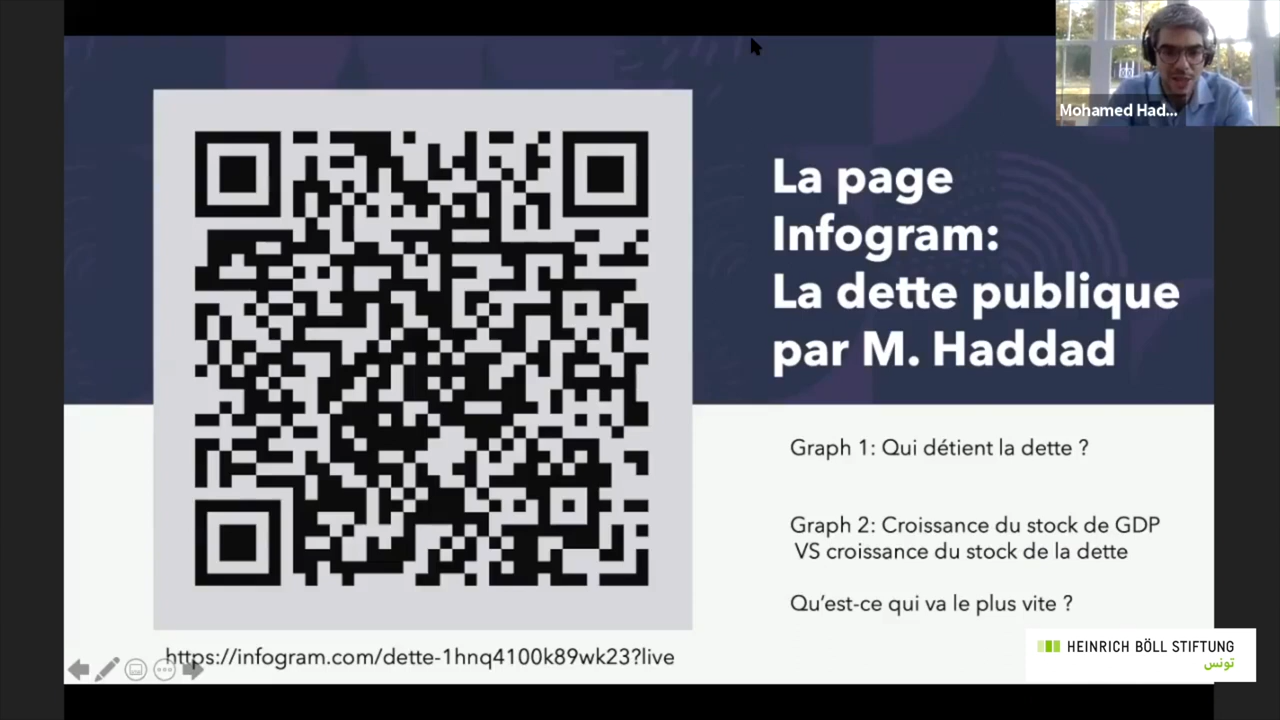 Mohamed Had...
La page
Infogram:
La dette publique
par M. Haddad
Graph 1: Qui détient la dette ?
Graph 2: Croissance du stock de GDP
VS croissance du stock de la dette
Qu’est-ce qui va le plus vite ?
https://infogram.com/dette-1hnq4100k89wk23?live
HEINRICH BÖLL STIFTUNG
تونس